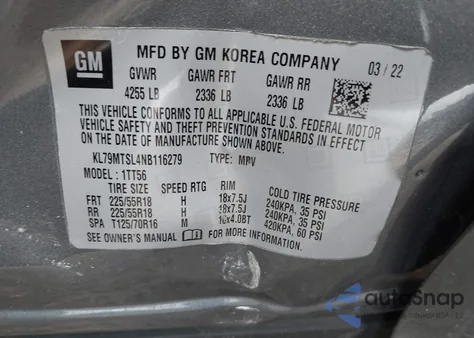 GM
MFD BY GM KOREA COMPANY
GVWR GAWR FRT GAWR RR 03 / 22
4255 LB 2336 LB 2336 LB
THIS VEHICLE CONFORMS TO ALL APPLICABLE U.S. FEDERAL MOTOR
VEHICLE SAFETY AND THEFT PREVENTION STANDARDS IN EFFECT
ON THE DATE OF MANUFACTURE SHOWN ABOVE.
KL79MTSL4NB116279 TYPE: MPV
MODEL: 1TT56
TIRE SIZE SPEED RTG RIM COLD TIRE PRESSURE
FRT 225/55R18 H 18x7.5J 240KPA, 35 PSI
RR 225/55R18 H 18x7.5J 240KPA, 35 PSI
SPA T125/70R16 M 16x4.0BT 420KPA, 60 PSI
SEE OWNER'S MANUAL FOR MORE INFORMATION.
autoSnap